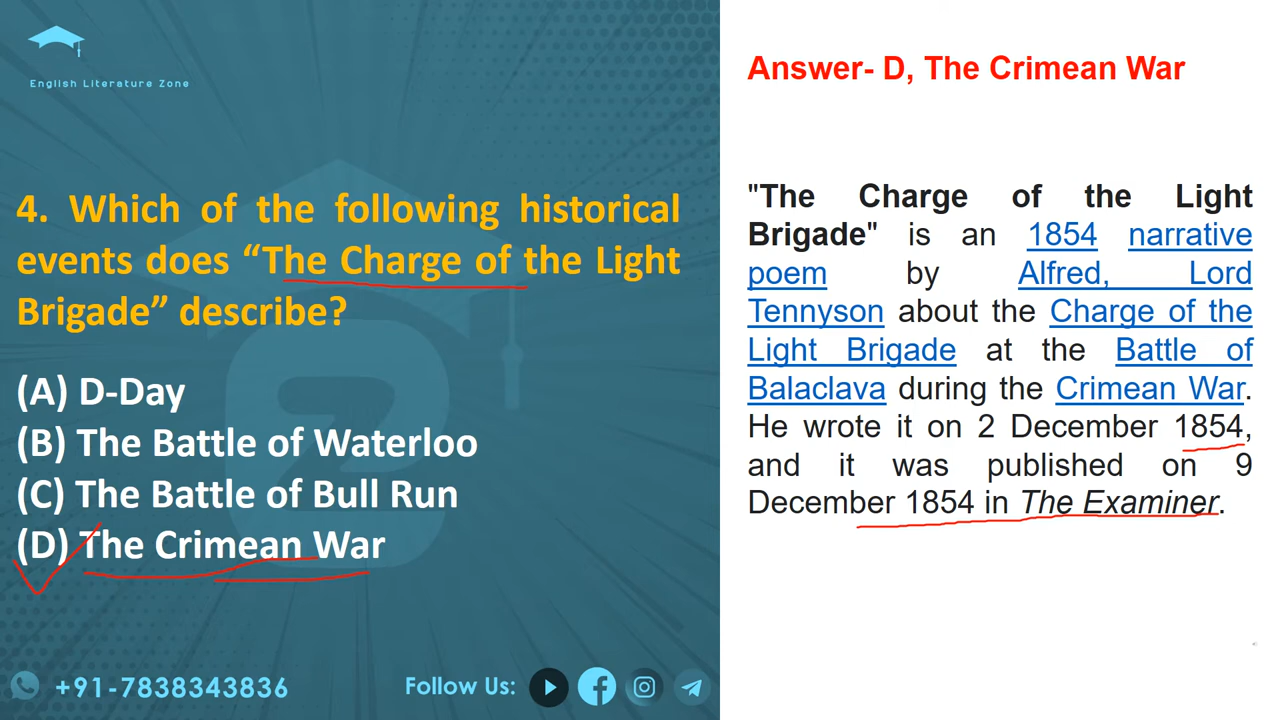 English Literature Zone
4. Which of the following historical
events does “The Charge of the Light
Brigade” describe?
(A) D-Day
(B) The Battle of Waterloo
(C) The Battle of Bull Run
(D) The Crimean War
+91-7838343836
Follow Us:
Answer- D, The Crimean War
"The Charge of the Light
Brigade" is an 1854 narrative
poem by Alfred, Lord
Tennyson about the Charge of the
Light Brigade at the Battle of
Balaclava during the Crimean War.
He wrote it on 2 December 1854,
and it was published on 9
December 1854 in The Examiner.